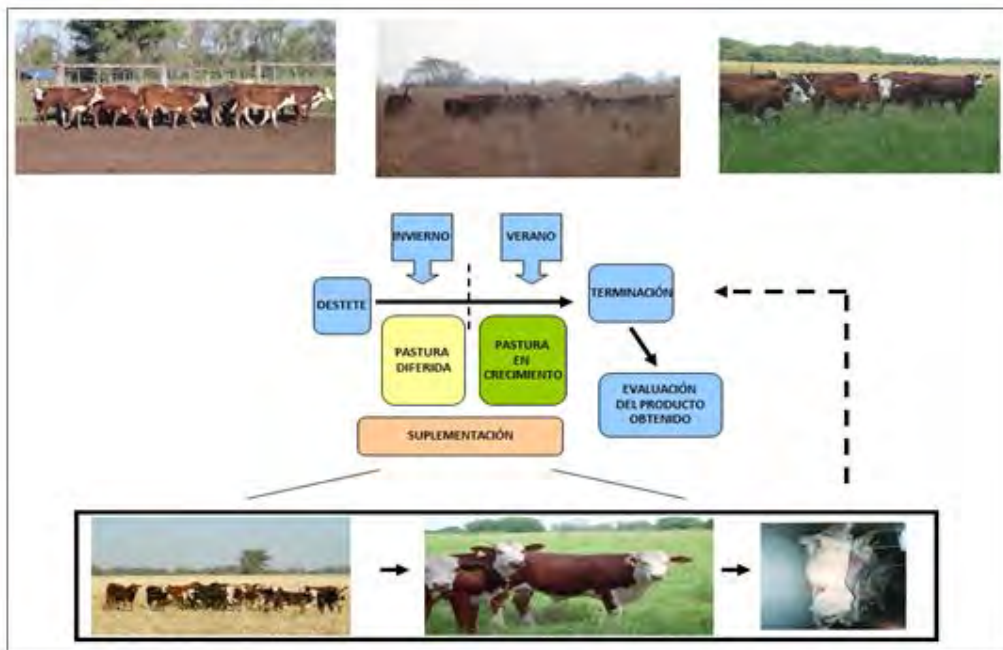 INVIERNO
VERANO
DESTETE
TERMINACIÓN
PASTURA
DIFERIDA
PASTURA
EN
CRECIMIENTO
EVALUACIÓN
DEL PRODUCTO
OBTENIDO
SUPLEMENTACIÓN